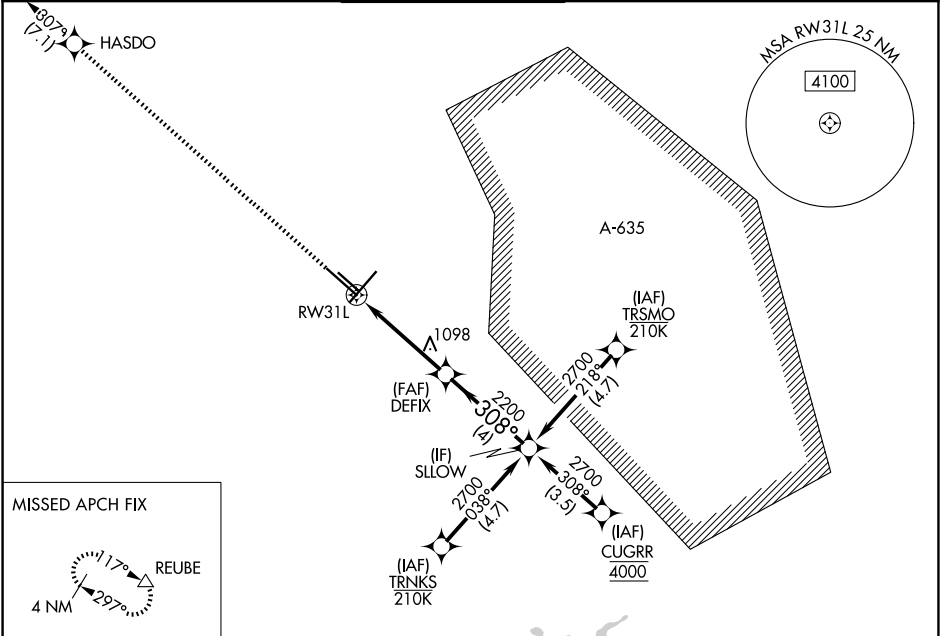 307°
(7.1)
HASDO
MSA RW31L 25 NM
4100
A-635
(IAF)
TRSMO
210K
RW31L
1098
2700
218°
(4.7)
(FAF)
DEFIX
2200
308°
(4)
(IF)
SLLOW
2700
308°
(3.5)
2700
038°
(4.7)
(IAF)
CUGRR
4000
(IAF)
TRNKS
210K
MISSED APCH FIX
117°
REUBE
4 NM
297°